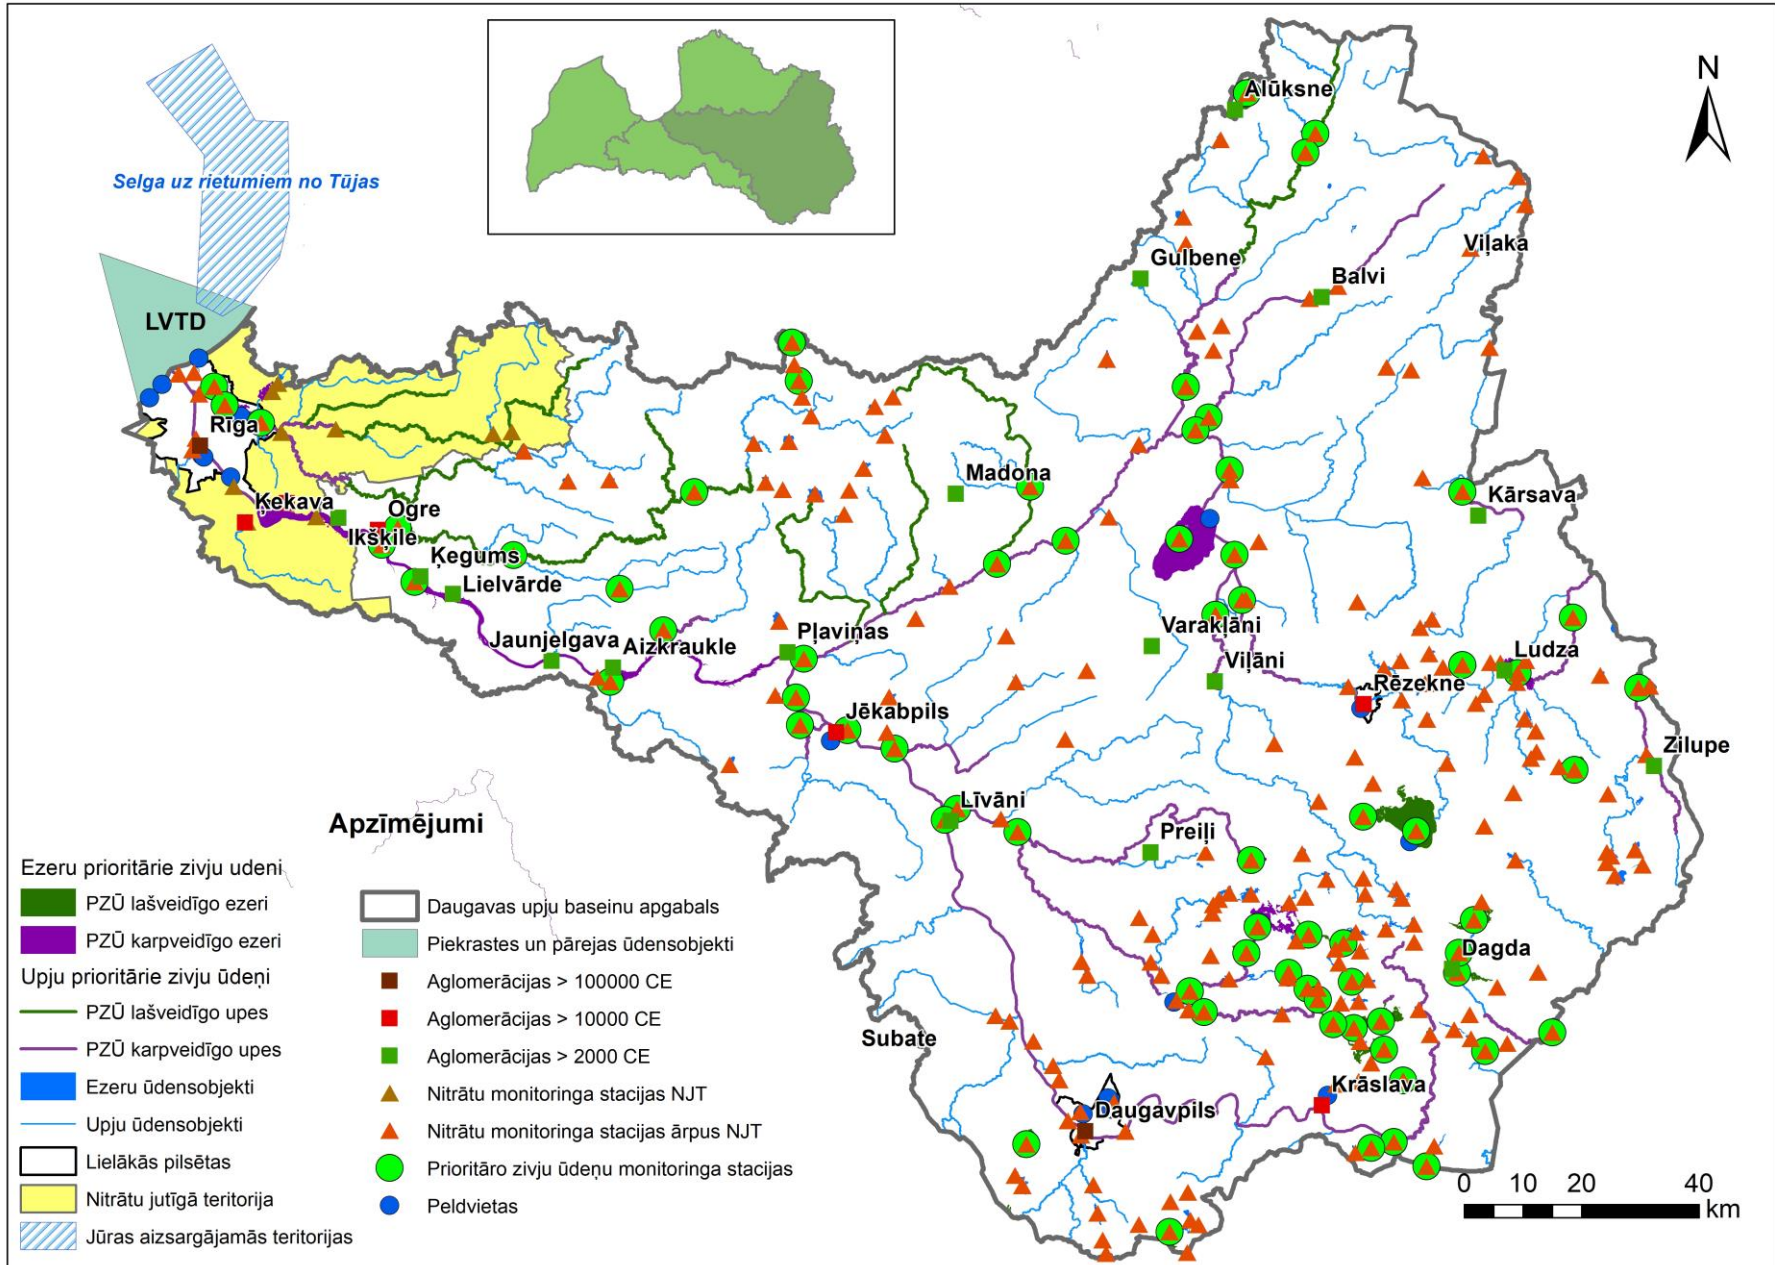 N
Alūksne
Selga uz rietumiem no Tūjas
Viļaka
Gulbene
Balvi
LVTD
Rīga
Madona
Kārsava
Ķekava
Ogre
Ikšķile
Ķegums
Lielvārde
Varakļāni
Jaunjelgava
Aizkraukle
Pļaviņas
Viļāni
Ludza
Rēzekne
Jēkabpils
Zilupe
Līvāni
Preiļi
Dagda
Subate
Krāslava
Daugavpils
Apzīmējumi
Ezeru prioritārie zivju udeni
PZŪ lašveidīgo ezeri
PZŪ karpveidīgo ezeri
Upju prioritārie zivju ūdeņi
PZŪ lašveidīgo upes
PZŪ karpveidīgo upes
Ezeru ūdensobjekti
Upju ūdensobjekti
Lielākās pilsētas
Nitrātu jutīgā teritorija
Jūras aizsargājamās teritorijas
Daugavas upju baseinu apgabals
Piekrastes un pārejas ūdensobjekti
Aglomerācijas > 100000 CE
Aglomerācijas > 10000 CE
Aglomerācijas > 2000 CE
Nitrātu monitoringa stacijas NJT
Nitrātu monitoringa stacijas ārpus NJT
Prioritāro zivju ūdeņu monitoringa stacijas
Peldvietas
0 10 20 40
km